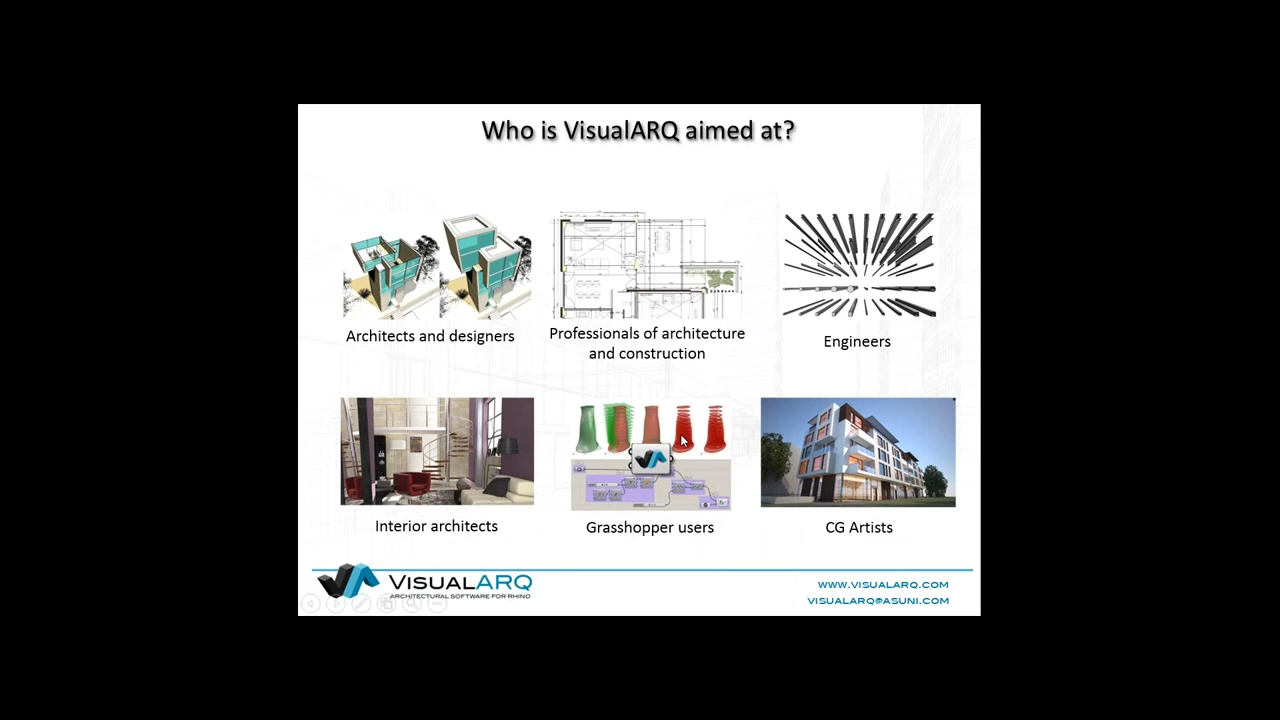 Who is VisualARQ aimed at?
Architects and designers
Professionals of architecture
and construction
Engineers
Interior architects
Grasshopper users
CG Artists
VISUALARQ
ARCHITECTURAL SOFTWARE FOR RHINO
WWW.VISUALARQ.COM
VISUALARQ@ASUNI.COM